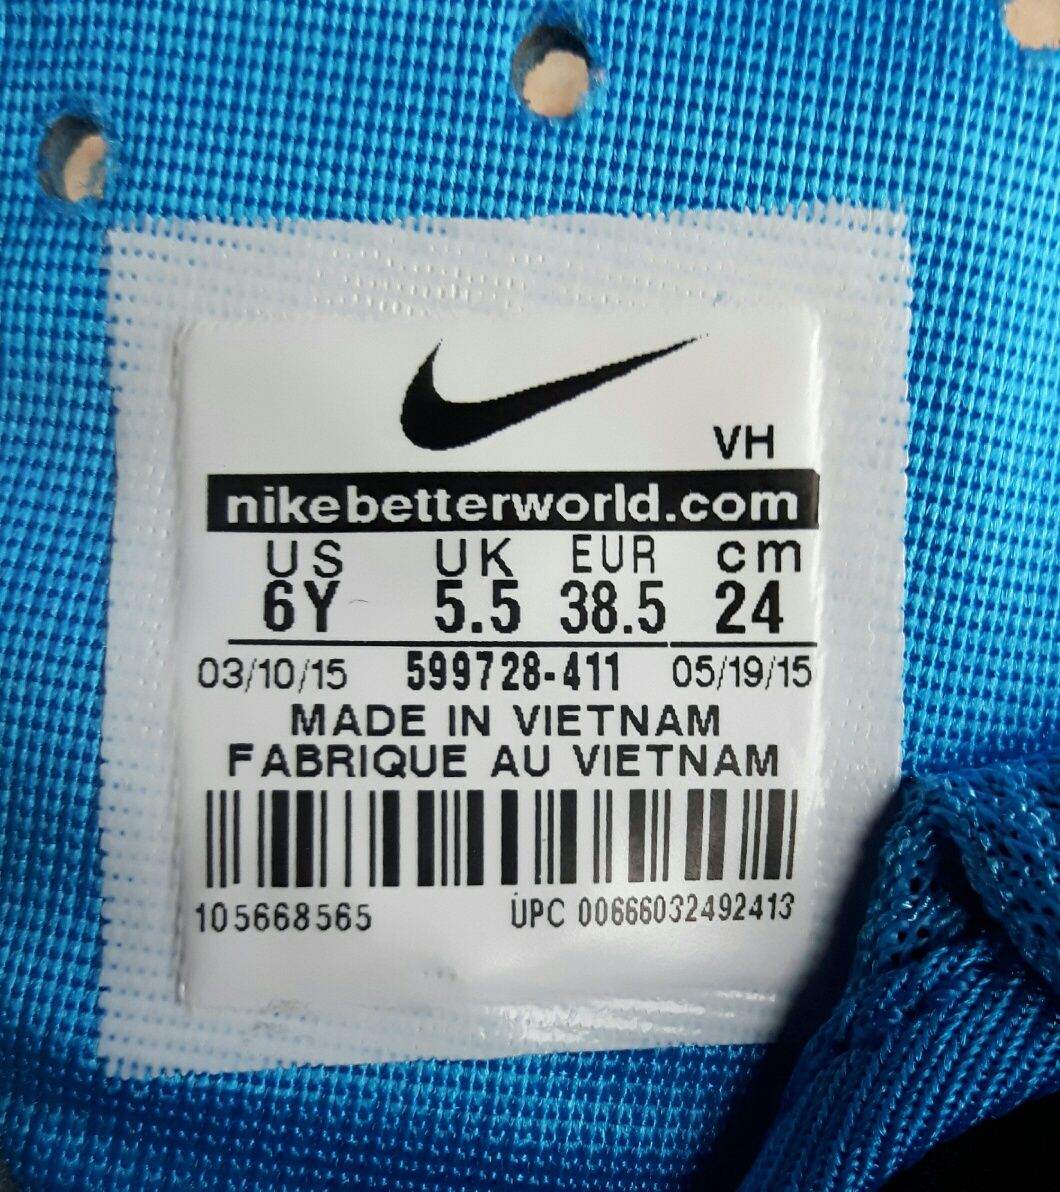 VH
nikebetterworld.com
US UK EUR cm
6Y 5.5 38.5 24
03/10/15 599728-411 05/19/15
MADE IN VIETNAM
FABRIQUE AU VIETNAM
105668565 UPC 00666032492413